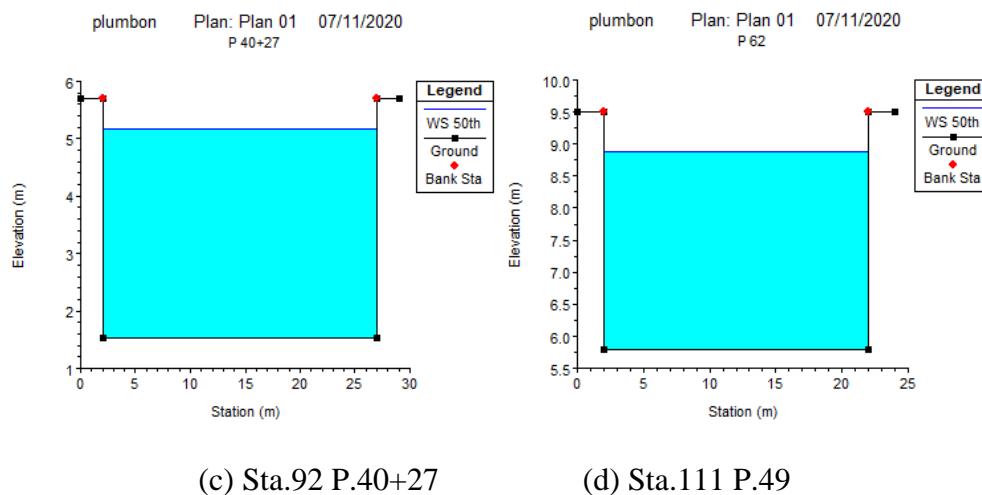 plumbon Plan: Plan 01 07/11/2020
P 40+27
Legend
WS 50th
Ground
Bank Sta
Elevation (m)
6
5
4
3
2
1
0 5 10 15 20 25 30
Station (m)
plumbon Plan: Plan 01 07/11/2020
P 62
Legend
WS 50th
Ground
Bank Sta
Elevation (m)
10.0
9.5
9.0
8.5
8.0
7.5
7.0
6.5
6.0
5.5
0 5 10 15 20 25
Station (m)
(c) Sta.92 P.40+27 (d) Sta.111 P.49